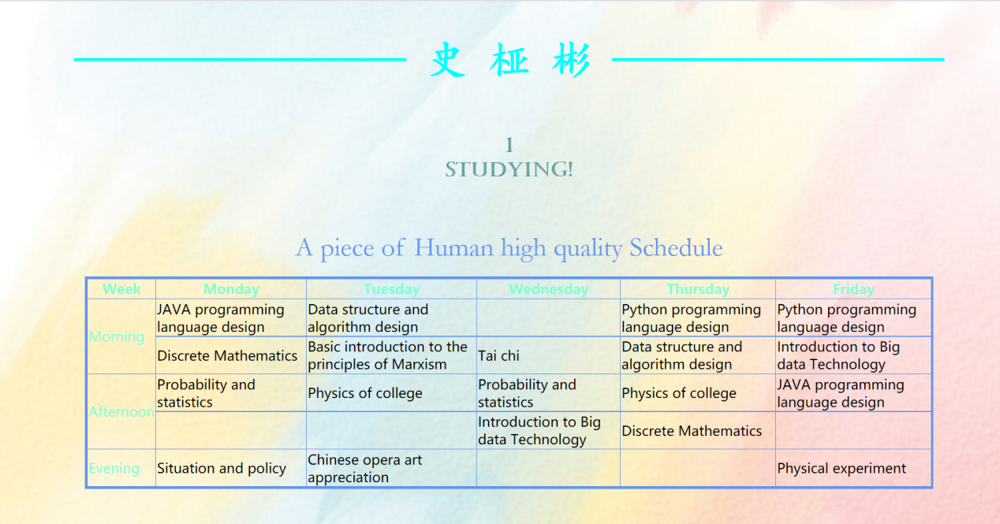 史 桠 彬
1
STUDYING!
A piece of Human high quality Schedule
Week Monday Tuesday Wednesday Thursday Friday
Morning
JAVA programming
language design
Data structure and
algorithm design
Python programming
language design
Python programming
language design
Discrete Mathematics
Basic introduction to the
principles of Marxism
Tai chi
Data structure and
algorithm design
Introduction to Big
data Technology
Afternoon
Probability and
statistics
Physics of college
Probability and
statistics
Physics of college
JAVA programming
language design
Introduction to Big
data Technology
Discrete Mathematics
Evening
Situation and policy
Chinese opera art
appreciation
Physical experiment